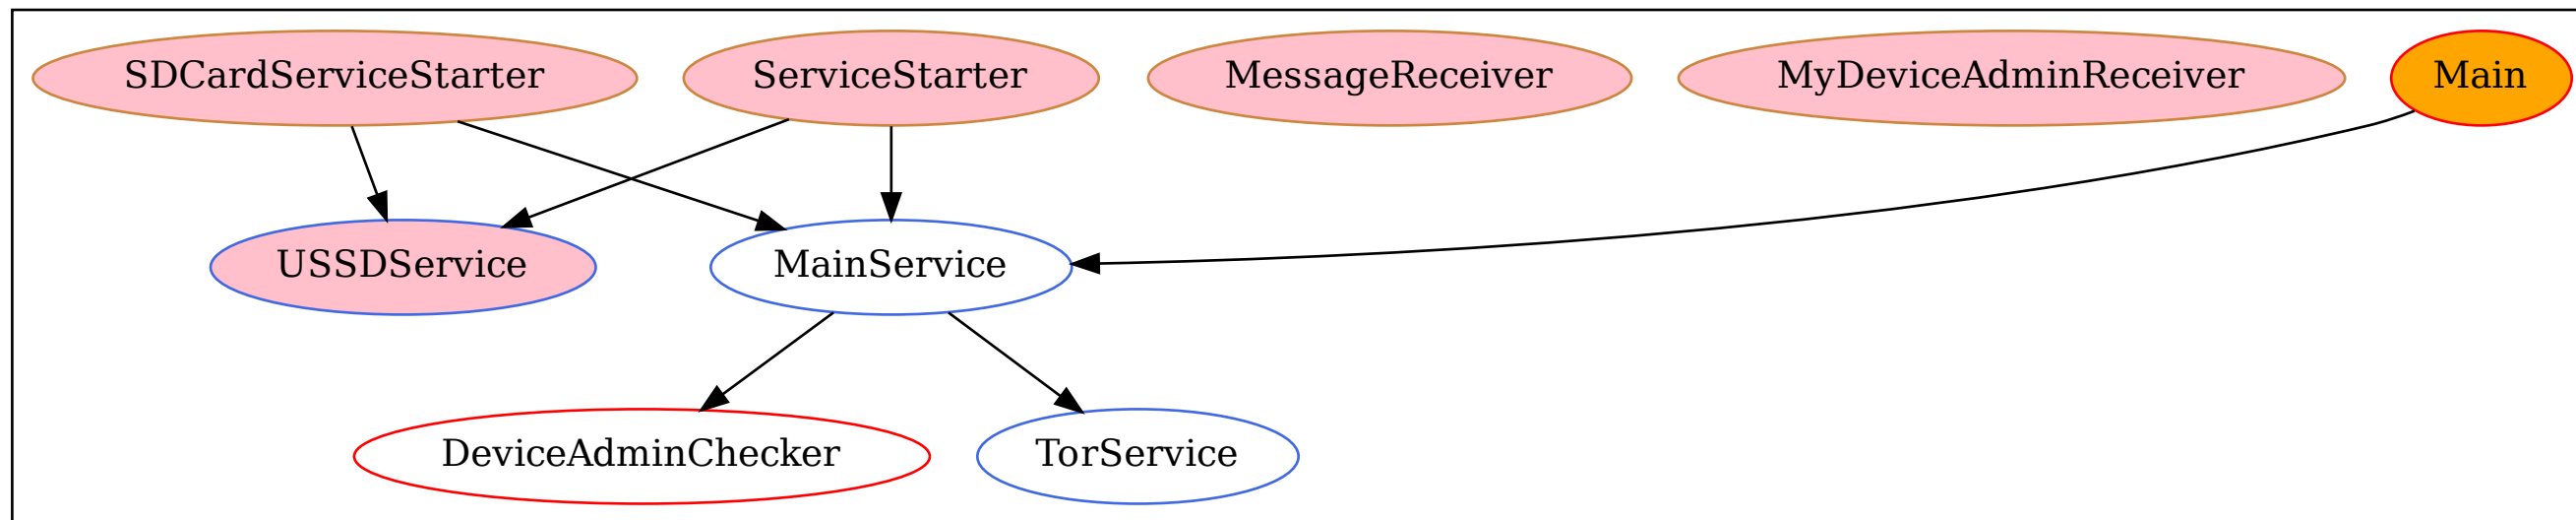 SDCardServiceStarter
ServiceStarter
MessageReceiver
MyDeviceAdminReceiver
Main
USSDService
MainService
DeviceAdminChecker
TorService